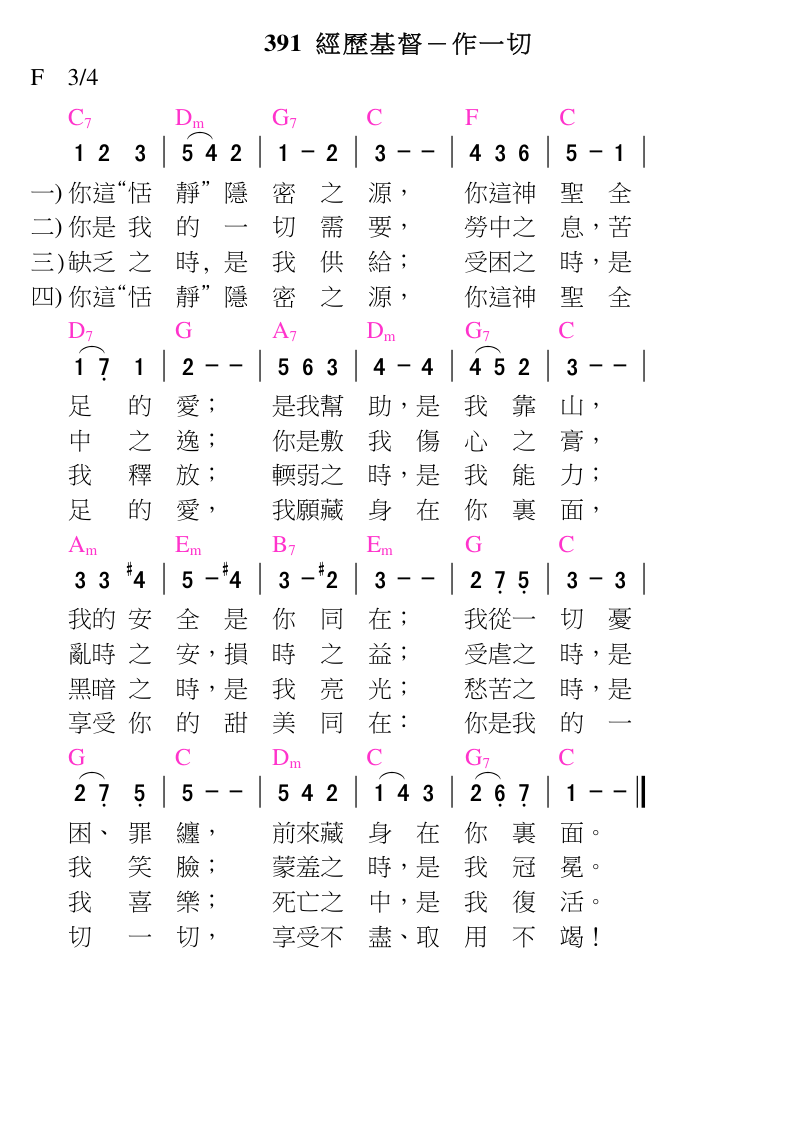 391 經歷基督－作一切
F 3/4
C7 Dm G7 C F C
1 2 3 | 5 4 2 | 1 - 2 | 3 - - | 4 3 6 | 5 - 1 |
一) 你這“恬 靜” 隱 密 之 源， 你這神 聖 全
二) 你是 我 的 一 切 需 要， 勞中之 息，苦
三) 缺乏 之 時, 是 我 供 給； 受困之 時，是
四) 你這“恬 靜” 隱 密 之 源， 你這神 聖 全
D7 G A7 Dm G7 C
1 7̣ 1 | 2 - - | 5 6 3 | 4 - 4 | 4 5 2 | 3 - - |
足 的 愛； 是我幫 助，是 我 靠 山，
中 之 逸； 你是敷 我 傷 心 之 膏，
我 釋 放； 輭弱之 時，是 我 能 力；
足 的 愛， 我願藏 身 在 你 裏 面，
Am Em B7 Em G C
3 3 #4 | 5 - #4 | 3 - #2 | 3 - - | 2 7̣ 5̣ | 3 - 3 |
我的 安 全 是 你 同 在； 我從一 切 憂
亂時 之 安，損 時 之 益； 受虐之 時，是
黑暗 之 時，是 我 亮 光； 愁苦之 時，是
享受 你 的 甜 美 同 在： 你是我 的 一
G C Dm C G7 C
2 7̣ 5̣ | 5 - - | 5 4 2 | 1 4 3 | 2 6̣ 7̣ | 1 - - ‖
困、 罪 纏， 前來藏 身 在 你 裏 面。
我 笑 臉； 蒙羞之 時，是 我 冠 冕。
我 喜 樂； 死亡之 中，是 我 復 活。
切 一 切， 享受不 盡、取 用 不 竭！